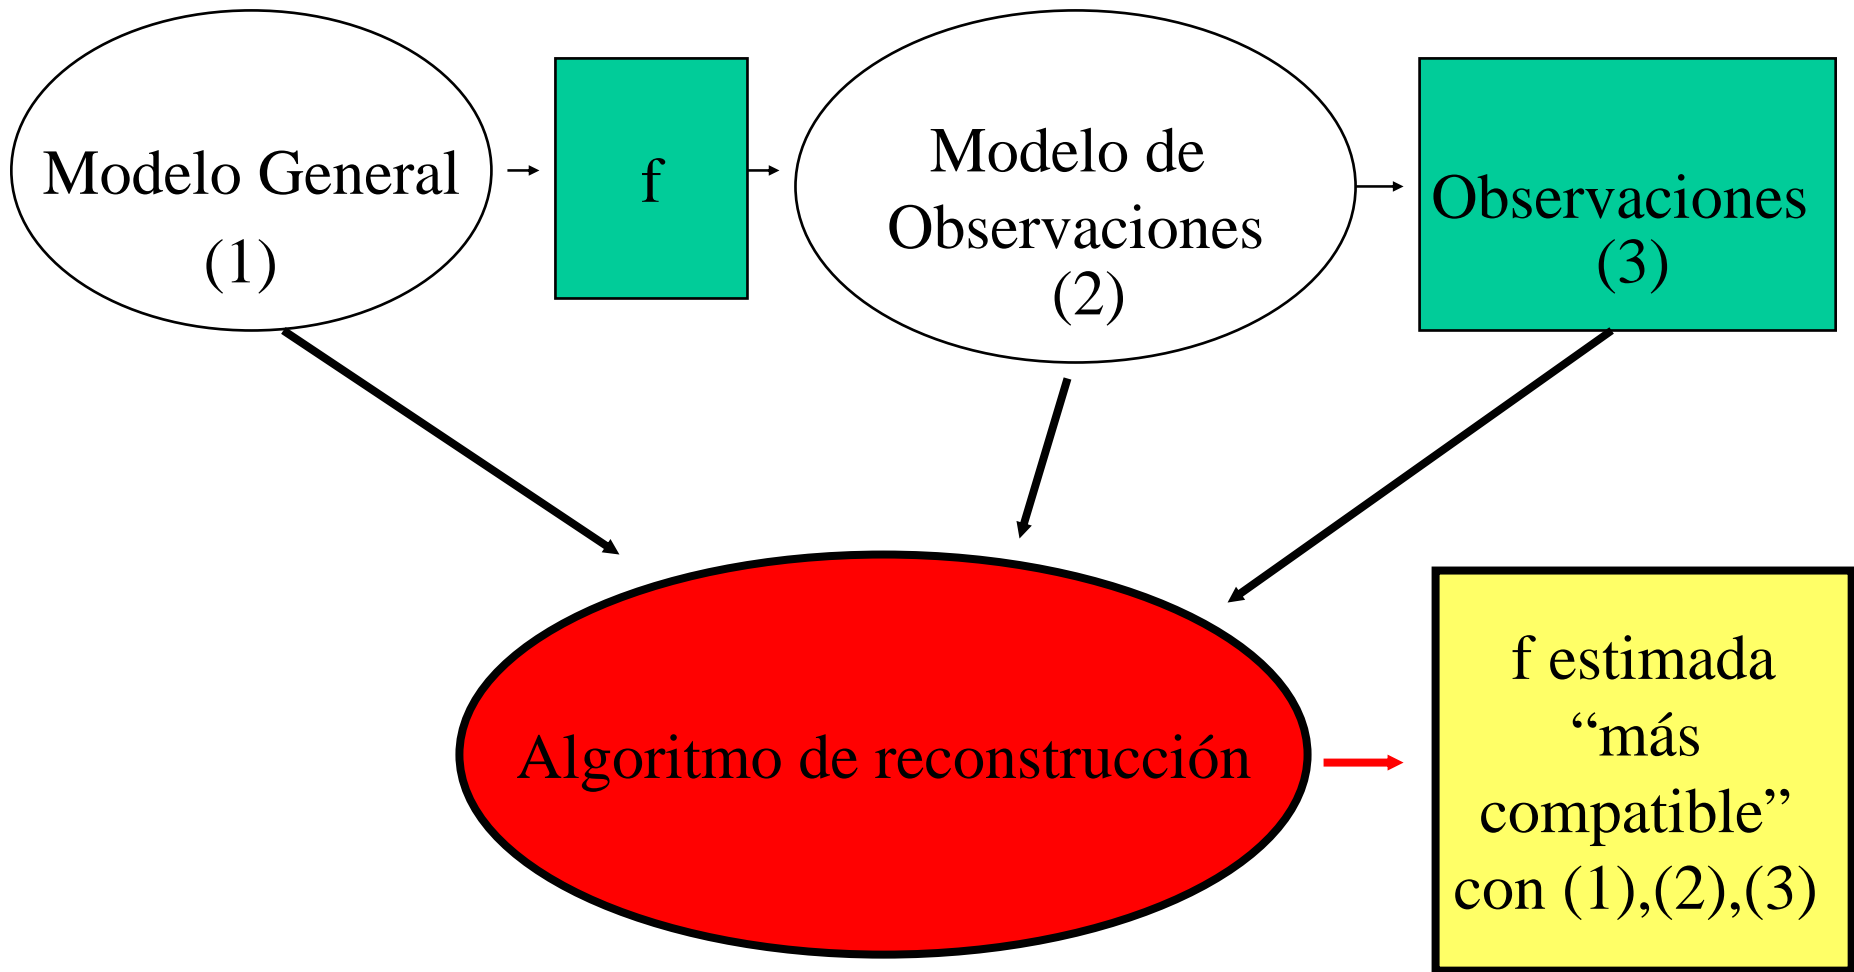 Modelo General
(1)
f
Modelo de
Observaciones
(2)
Observaciones
(3)
Algoritmo de reconstrucción
f estimada
“más
compatible”
con (1),(2),(3)